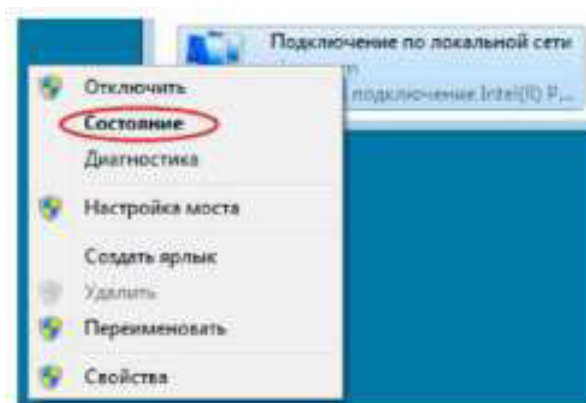 Подключение по локальной сети
подключение Intel(R) P...
Отключить
Состояние
Диагностика
Настройка моста
Создать ярлык
Удалить
Переименовать
Свойства